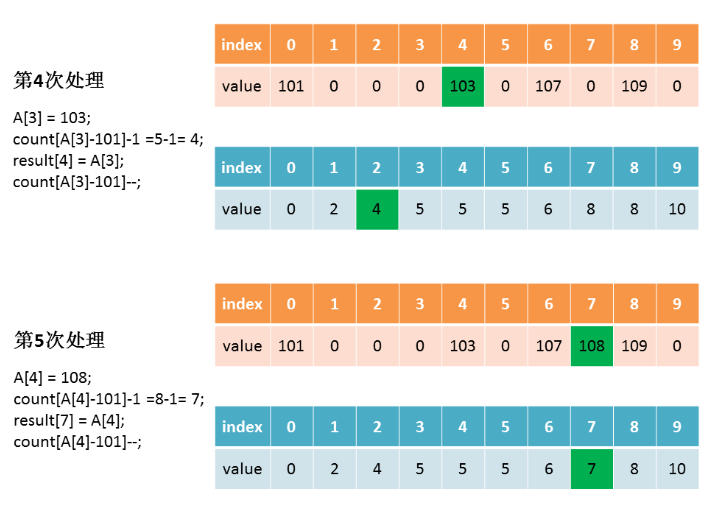 index 0 1 2 3 4 5 6 7 8 9
第4次处理
value 101 0 0 0 103 0 107 0 109 0
A[3] = 103;
count[A[3]-101]-1 =5-1= 4;
result[4] = A[3];
count[A[3]-101]--;
index 0 1 2 3 4 5 6 7 8 9
value 0 2 4 5 5 5 6 8 8 10
index 0 1 2 3 4 5 6 7 8 9
第5次处理
value 101 0 0 0 103 0 107 108 109 0
A[4] = 108;
count[A[4]-101]-1 =8-1= 7;
result[7] = A[4];
count[A[4]-101]--;
index 0 1 2 3 4 5 6 7 8 9
value 0 2 4 5 5 5 6 7 8 10